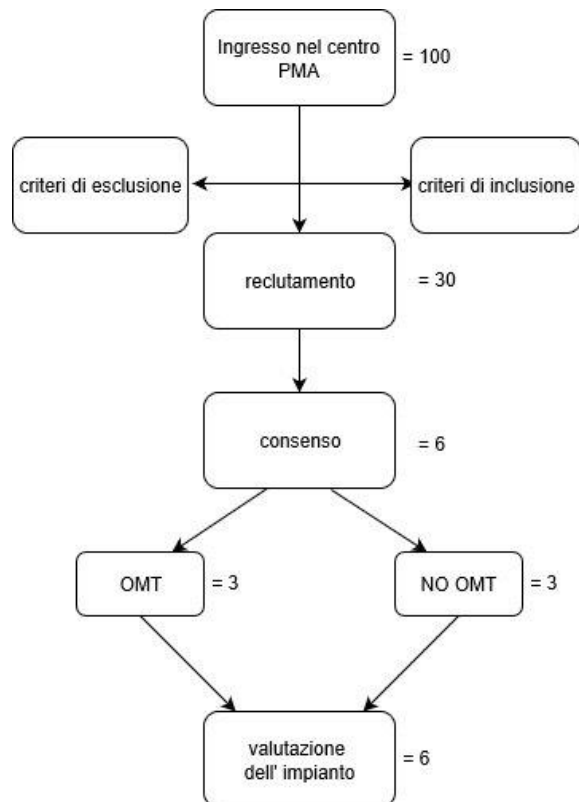 Ingresso nel centro
PMA
= 100
criteri di esclusione
criteri di inclusione
reclutamento
= 30
consenso
= 6
OMT
= 3
NO OMT
= 3
valutazione
dell' impianto
= 6